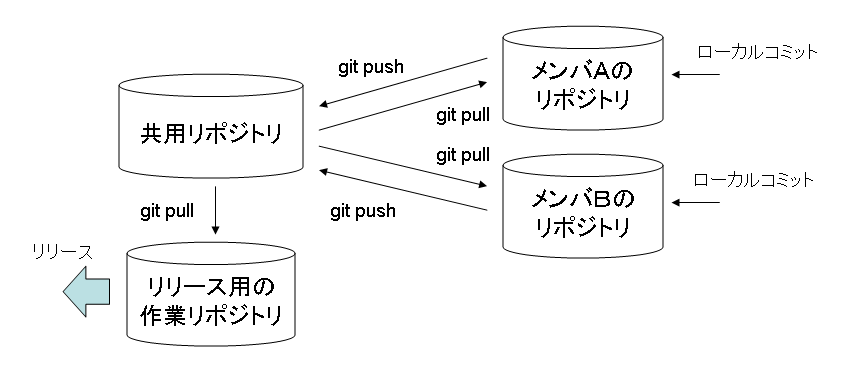 git push
メンバAの
リポジトリ
ローカルコミット
共用リポジトリ
git pull
git pull
メンバBの
リポジトリ
ローカルコミット
git pull
git push
リリース
リリース用の
作業リポジトリ